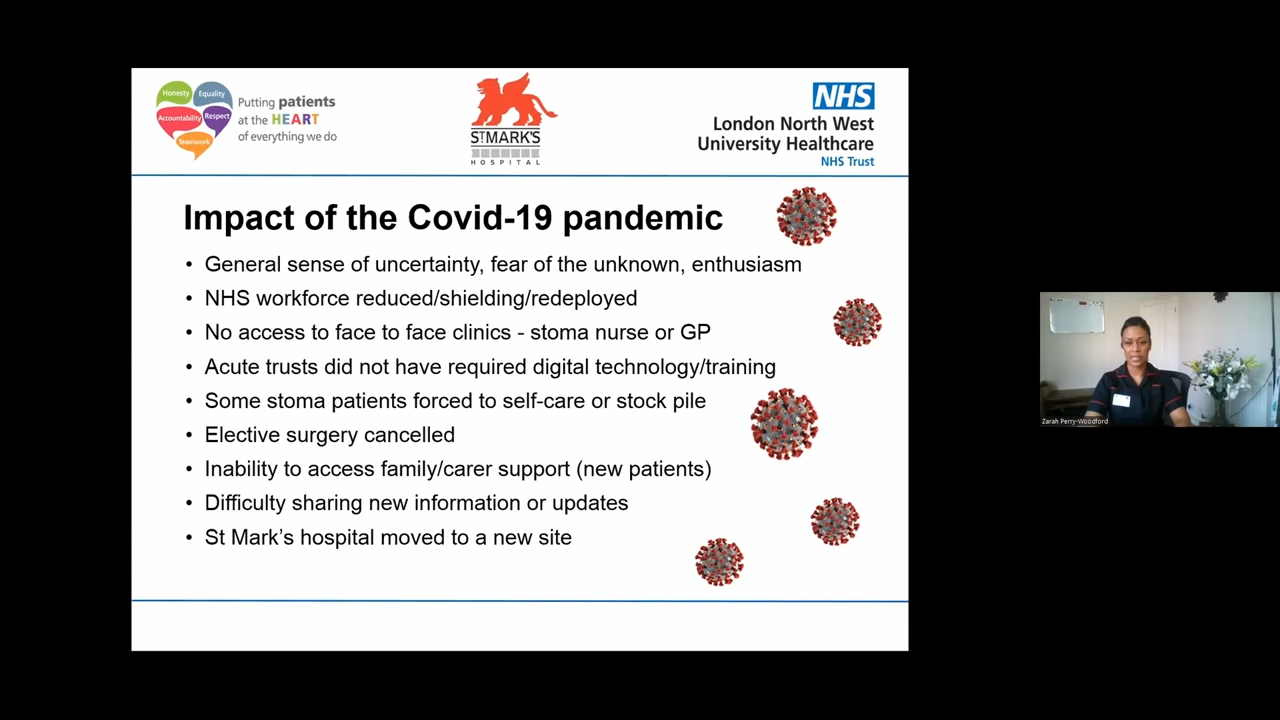 Honesty
Equality
Accountability
Respect
Teamwork
Putting patients
at the HEART
of everything we do
ST MARK'S
HOSPITAL
NHS
London North West
University Healthcare
NHS Trust
Impact of the Covid-19 pandemic
• General sense of uncertainty, fear of the unknown, enthusiasm
• NHS workforce reduced/shielding/redeployed
• No access to face to face clinics - stoma nurse or GP
• Acute trusts did not have required digital technology/training
• Some stoma patients forced to self-care or stock pile
• Elective surgery cancelled
• Inability to access family/carer support (new patients)
• Difficulty sharing new information or updates
• St Mark’s hospital moved to a new site
Zarah Perry-Woodford